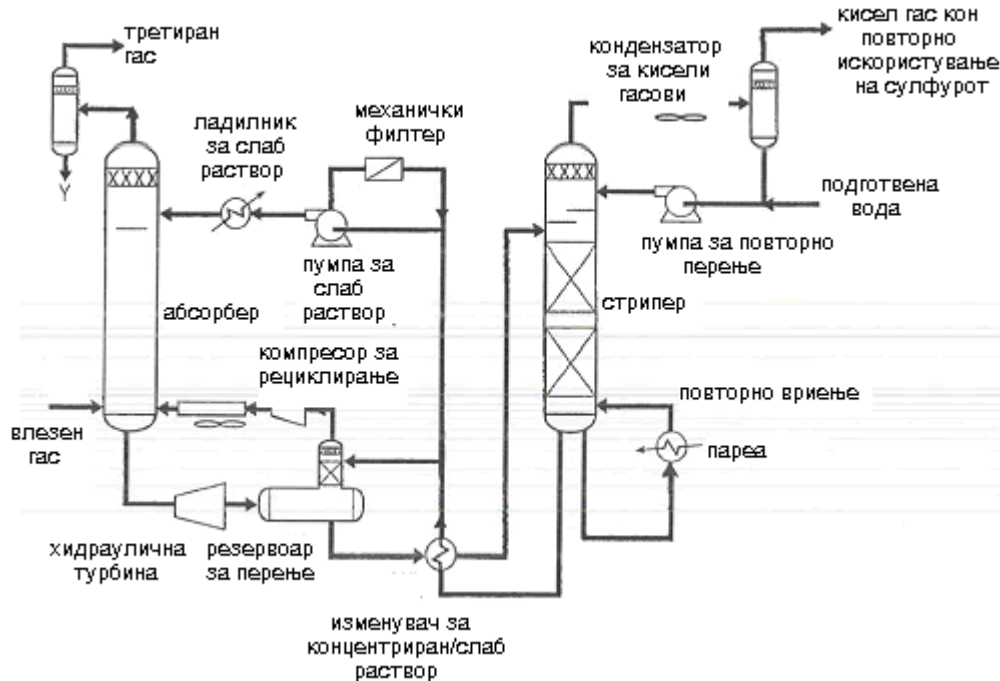 третиран
гас
ладилник
за слаб
раствор
механички
филтер
кондензатор
за кисели
гасови
кисел гас кон
повторно
искористување
на сулфурот
подготвена
вода
пумпа за
слаб
раствор
пумпа за повторно
перење
абсорбер
стрипер
компресор за
рециклирање
повторно вриење
влезен
гас
пареа
хидраулична
турбина
резервоар
за перење
изменувач за
концентриран/слаб
раствор